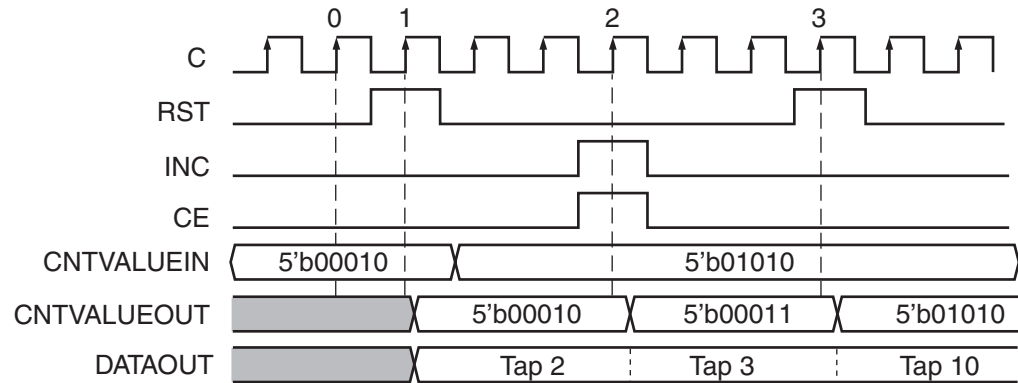 0 1 2 3
C
RST
INC
CE
CNTVALUEIN 5'b00010 5'b01010
CNTVALUEOUT 5'b00010 5'b00011 5'b01010
DATAOUT Tap 2 Tap 3 Tap 10